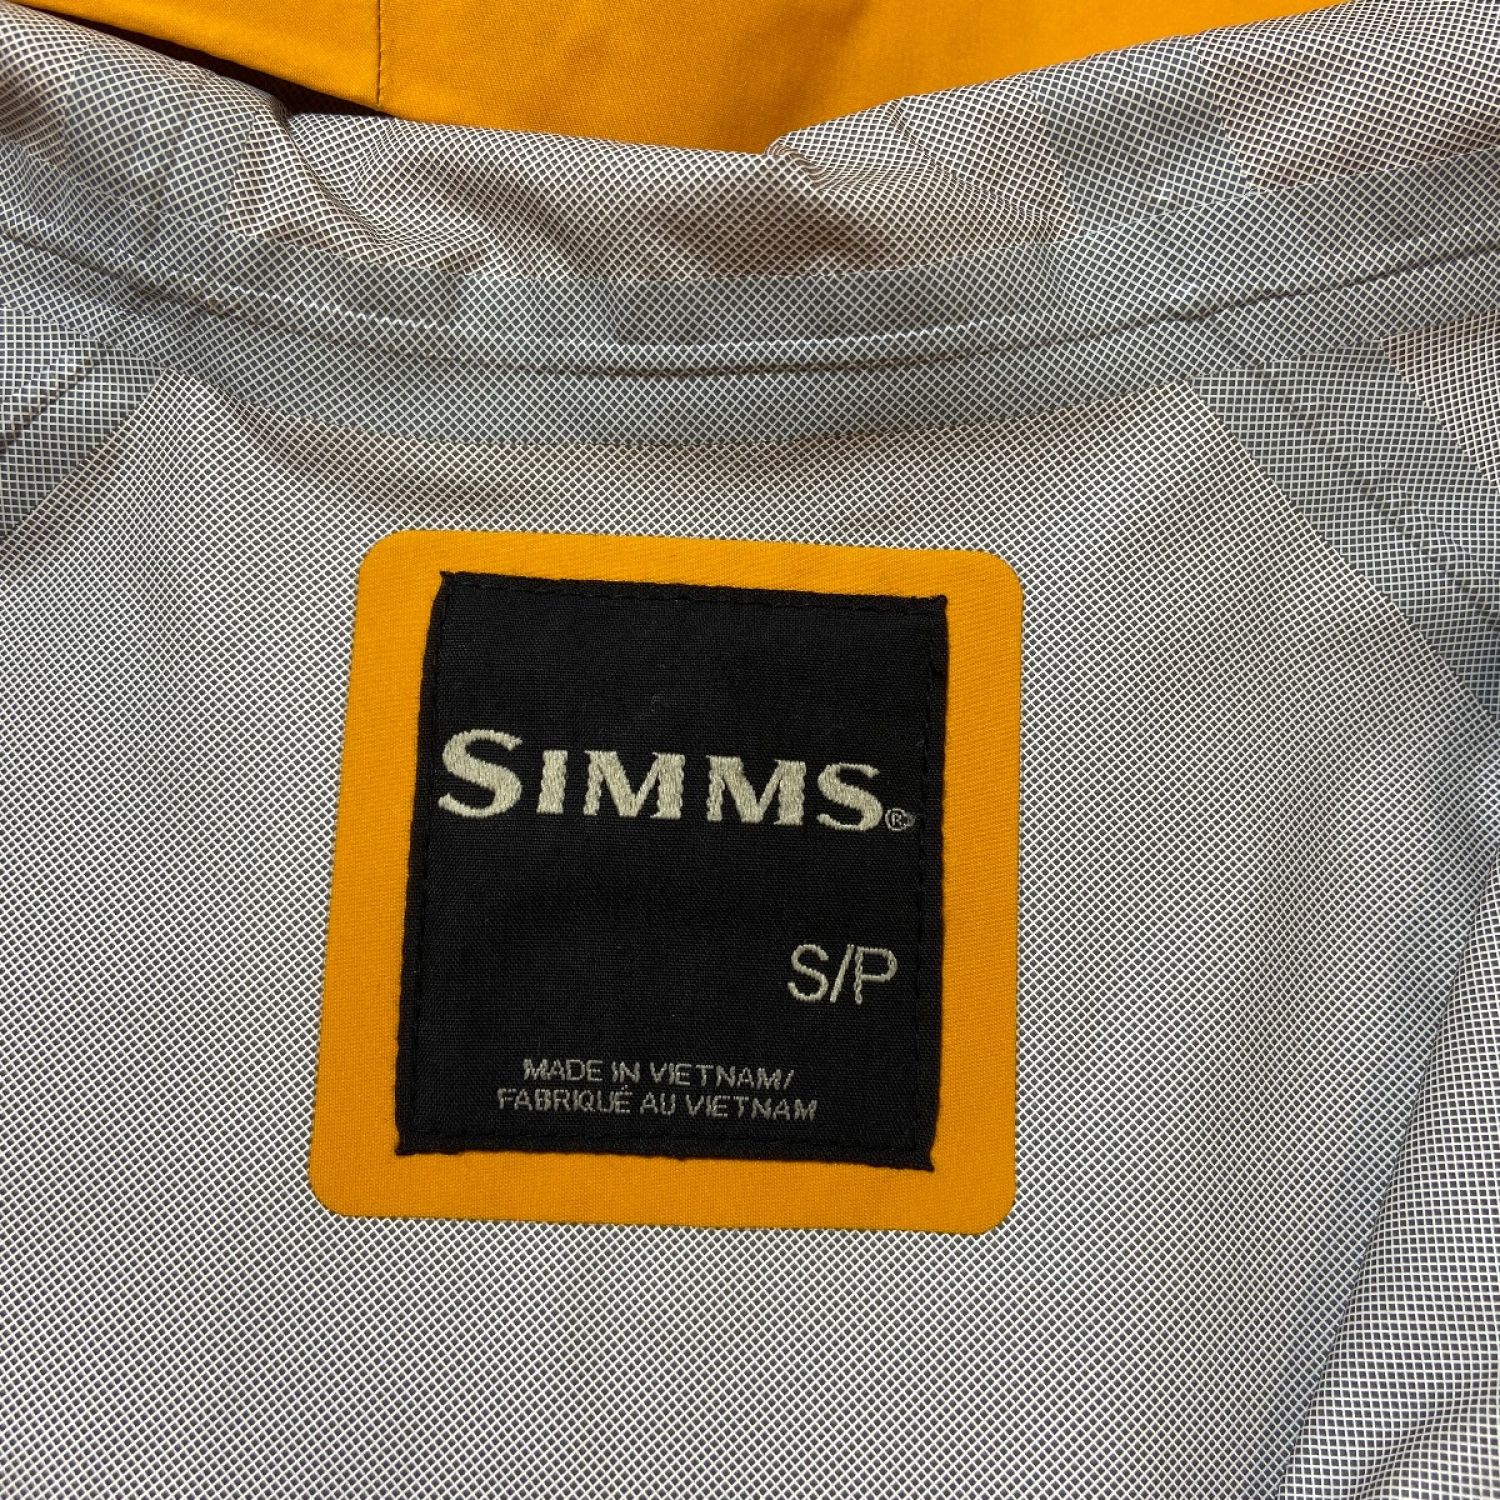 SIMMS®
S/P
MADE IN VIETNAM/
FABRIQUÉ AU VIETNAM